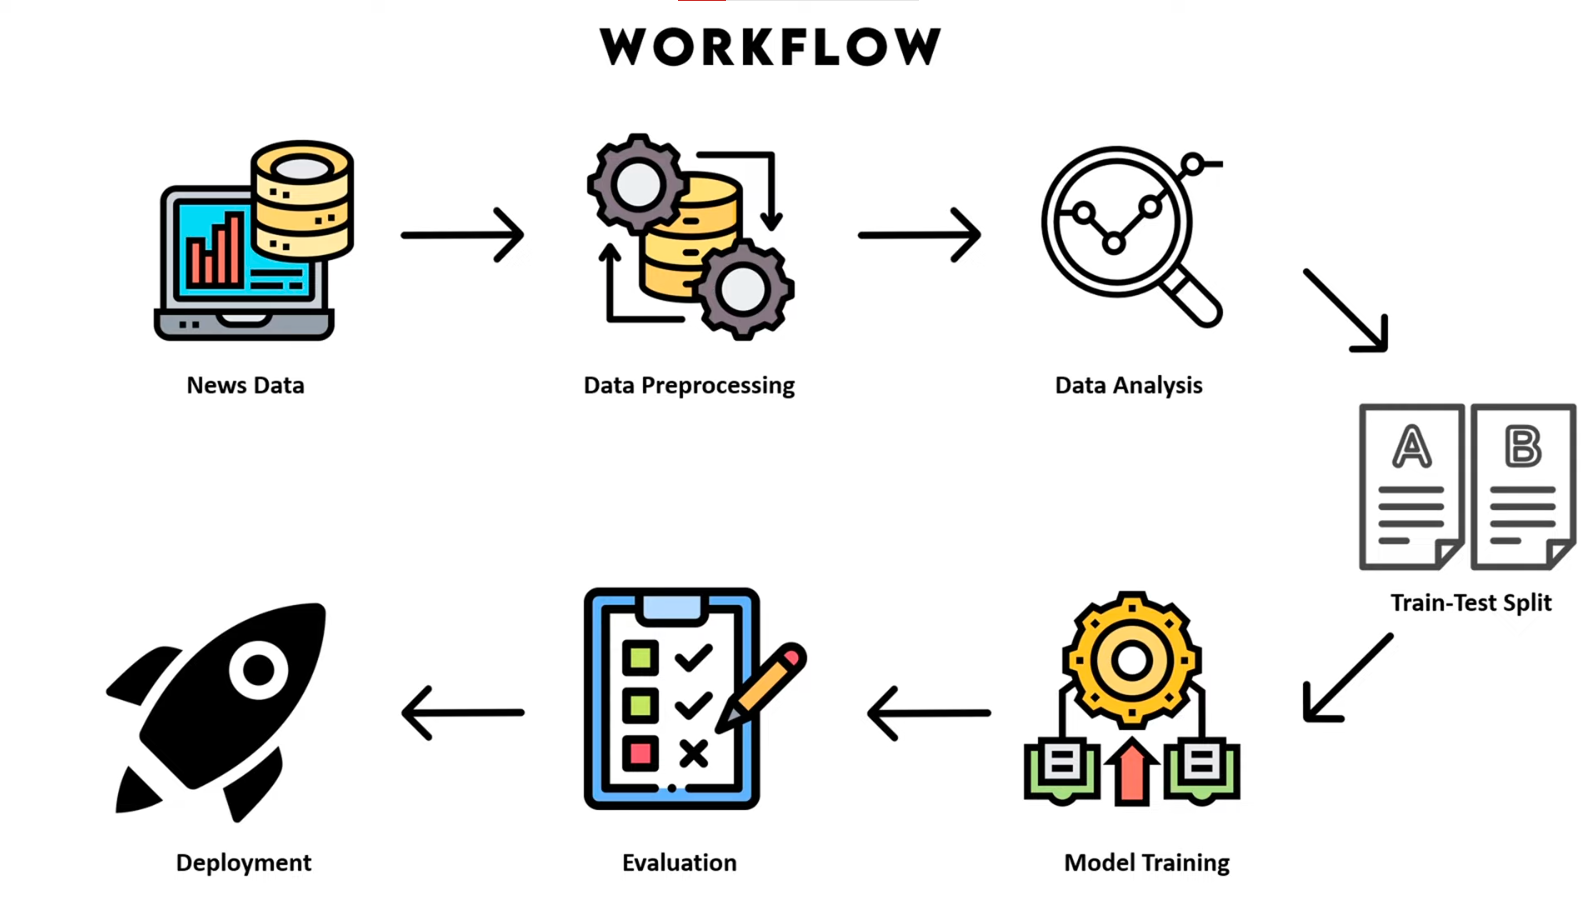 WORKFLOW
News Data
Data Preprocessing
Data Analysis
A
B
Train-Test Split
Model Training
Evaluation
Deployment